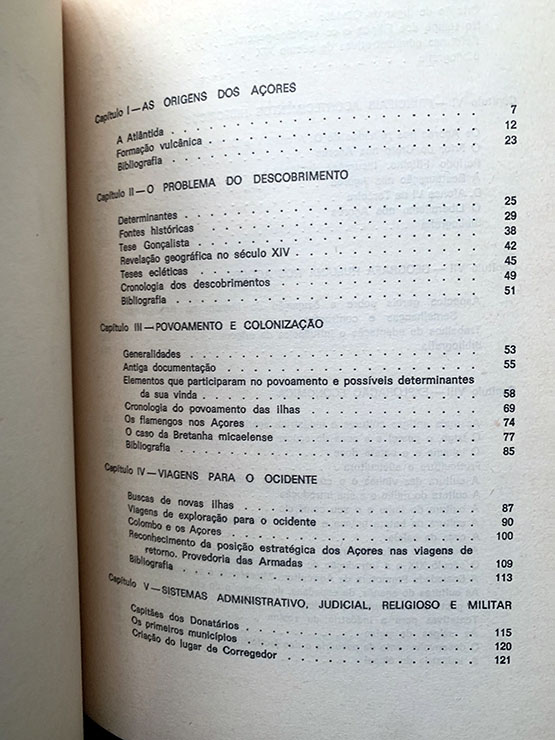 Capítulo I — AS ORIGENS DOS AÇORES
A Atlântida . . . . . . . . . . . . . . . . . 7
Formação vulcânica . . . . . . . . . . . . . . . 12
Bibliografia . . . . . . . . . . . . . . . . . 23
Capítulo II — O PROBLEMA DO DESCOBRIMENTO
Determinantes . . . . . . . . . . . . . . . . . 25
Fontes históricas . . . . . . . . . . . . . . . 29
Tese Gonçalista . . . . . . . . . . . . . . . . 38
Revelação geográfica no século XIV . . . . . . . . . . 42
Teses ecléticas . . . . . . . . . . . . . . . . 45
Cronologia dos descobrimentos . . . . . . . . . . . 49
Bibliografia . . . . . . . . . . . . . . . . . 51
Capítulo III — POVOAMENTO E COLONIZAÇÃO
Generalidades . . . . . . . . . . . . . . . . . 53
Antiga documentação . . . . . . . . . . . . . . . 55
Elementos que participaram no povoamento e possíveis determinantes
da sua vinda . . . . . . . . . . . . . . . . 58
Cronologia do povoamento das ilhas . . . . . . . . . . 69
Os flamengos nos Açores . . . . . . . . . . . . . 74
O caso da Bretanha micaelense . . . . . . . . . . . 77
Bibliografia . . . . . . . . . . . . . . . . . 85
Capítulo IV — VIAGENS PARA O OCIDENTE
Buscas de novas ilhas . . . . . . . . . . . . . . 87
Viagens de exploração para o ocidente . . . . . . . . . 90
Colombo e os Açores . . . . . . . . . . . . . . . 100
Reconhecimento da posição estratégica dos Açores nas viagens de
retorno. Provedoria das Armadas . . . . . . . . . . 109
Bibliografia . . . . . . . . . . . . . . . . . 113
Capítulo V — SISTEMAS ADMINISTRATIVO, JUDICIAL, RELIGIOSO E MILITAR
Capitães dos Donatários . . . . . . . . . . . . . 115
Os primeiros municípios . . . . . . . . . . . . . 120
Criação do lugar de Corregedor . . . . . . . . . . . 121